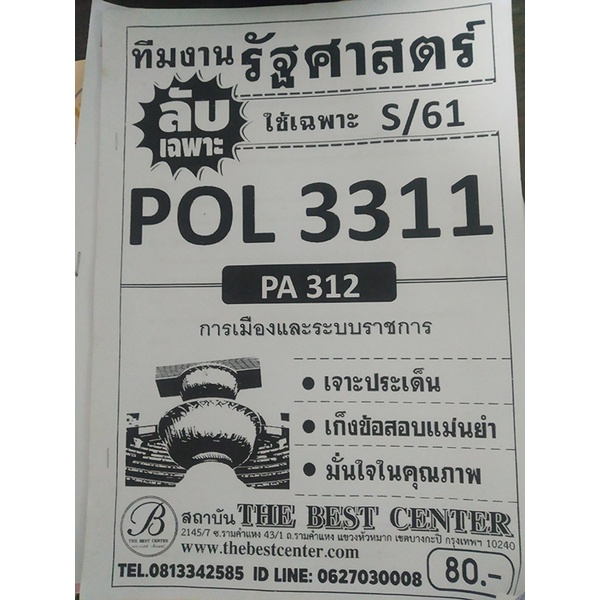 ทีมงาน รัฐศาสตร์
ลับ
เฉพาะ
ใช้เฉพาะ S/61
POL 3311
PA 312
การเมืองและระบบราชการ
• เจาะประเด็น
• เก็งข้อสอบแม่นยำ
• มั่นใจในคุณภาพ
B
THE BEST CENTER
สถาบัน THE BEST CENTER
2145/7 ซ.รามคำแหง 43/1 ถ.รามคำแหง แขวงหัวหมาก เขตบางกะปิ กรุงเทพฯ 10240
www.thebestcenter.com
TEL.0813342585 ID LINE: 0627030008
80.-